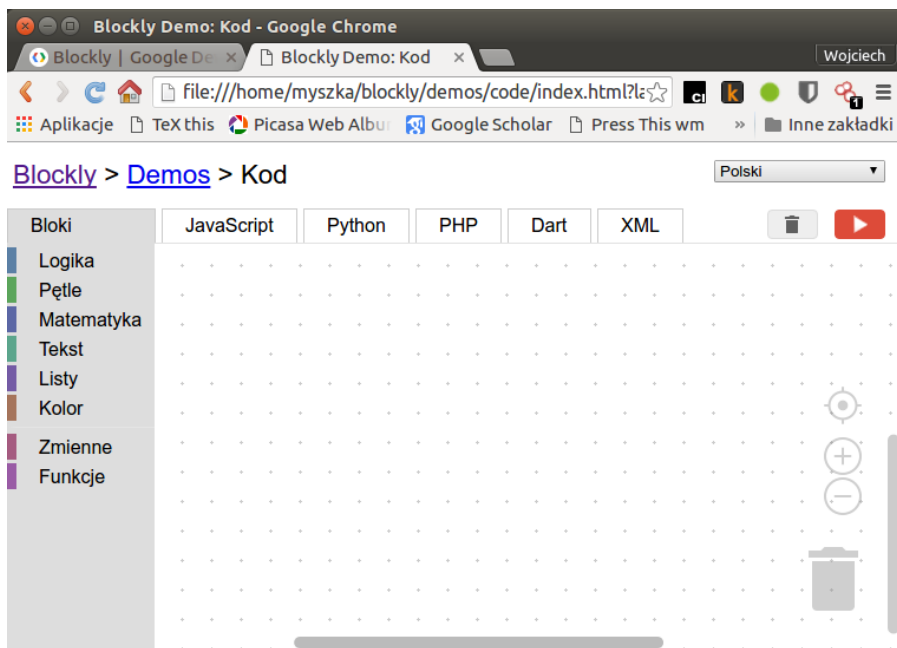 Blockly Demo: Kod - Google Chrome
Blockly | Google De
Blockly Demo: Kod
Wojciech
file:///home/myszka/blockly/demos/code/index.html?la
Aplikacje TeX this Picasa Web Albu Google Scholar Press This wm » Inne zakładki
Blockly > Demos > Kod
Polski
Bloki JavaScript Python PHP Dart XML
Logika
Pętle
Matematyka
Tekst
Listy
Kolor
Zmienne
Funkcje